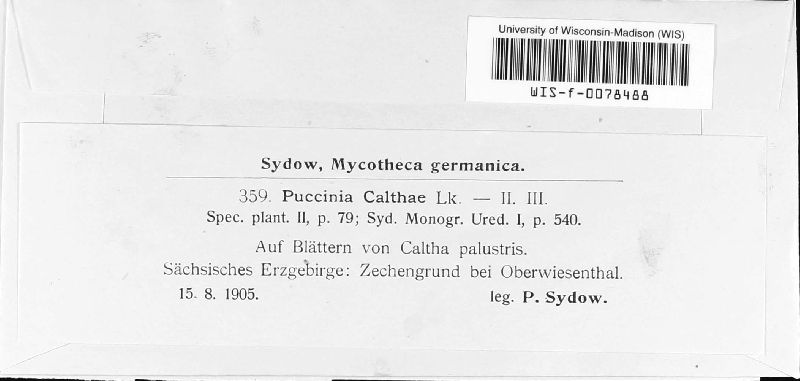 University of Wisconsin-Madison (WIS)
WIS-f-0078488
Sydow, Mycotheca germanica.
359. Puccinia Calthae Lk. — II. III.
Spec. plant. II, p. 79; Syd. Monogr. Ured. I, p. 540.
Auf Blättern von Caltha palustris.
Sächsisches Erzgebirge: Zechengrund bei Oberwiesenthal.
15. 8. 1905. leg. P. Sydow.